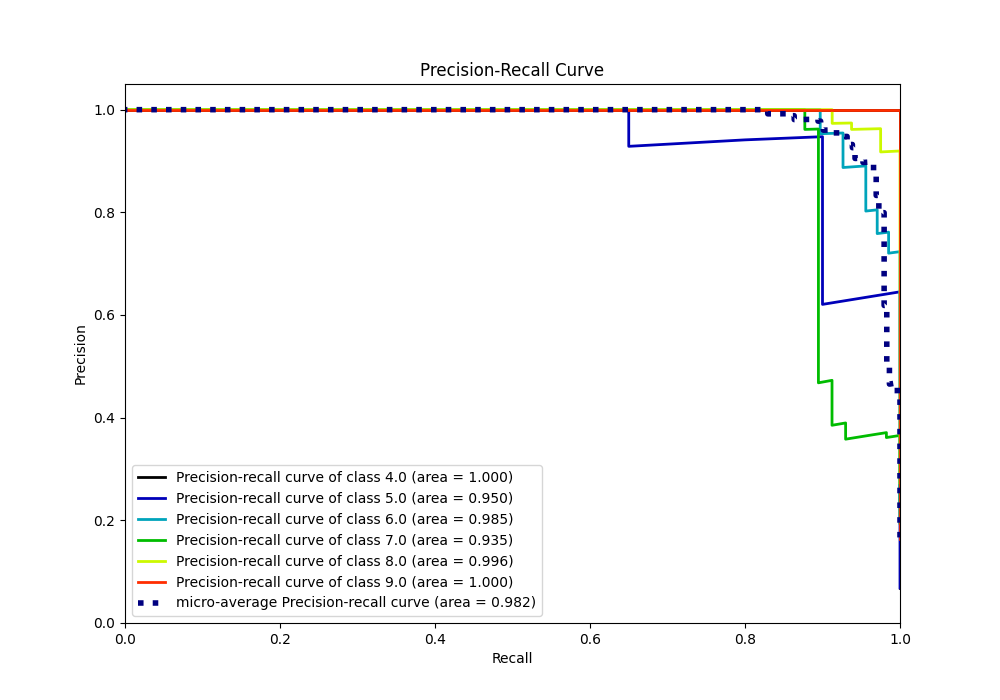 Precision-Recall Curve
1.0
0.8
0.6
0.4
0.2
0.0
Precision
Precision-recall curve of class 4.0 (area = 1.000)
Precision-recall curve of class 5.0 (area = 0.950)
Precision-recall curve of class 6.0 (area = 0.985)
Precision-recall curve of class 7.0 (area = 0.935)
Precision-recall curve of class 8.0 (area = 0.996)
Precision-recall curve of class 9.0 (area = 1.000)
micro-average Precision-recall curve (area = 0.982)
0.0 0.2 0.4 0.6 0.8 1.0
Recall